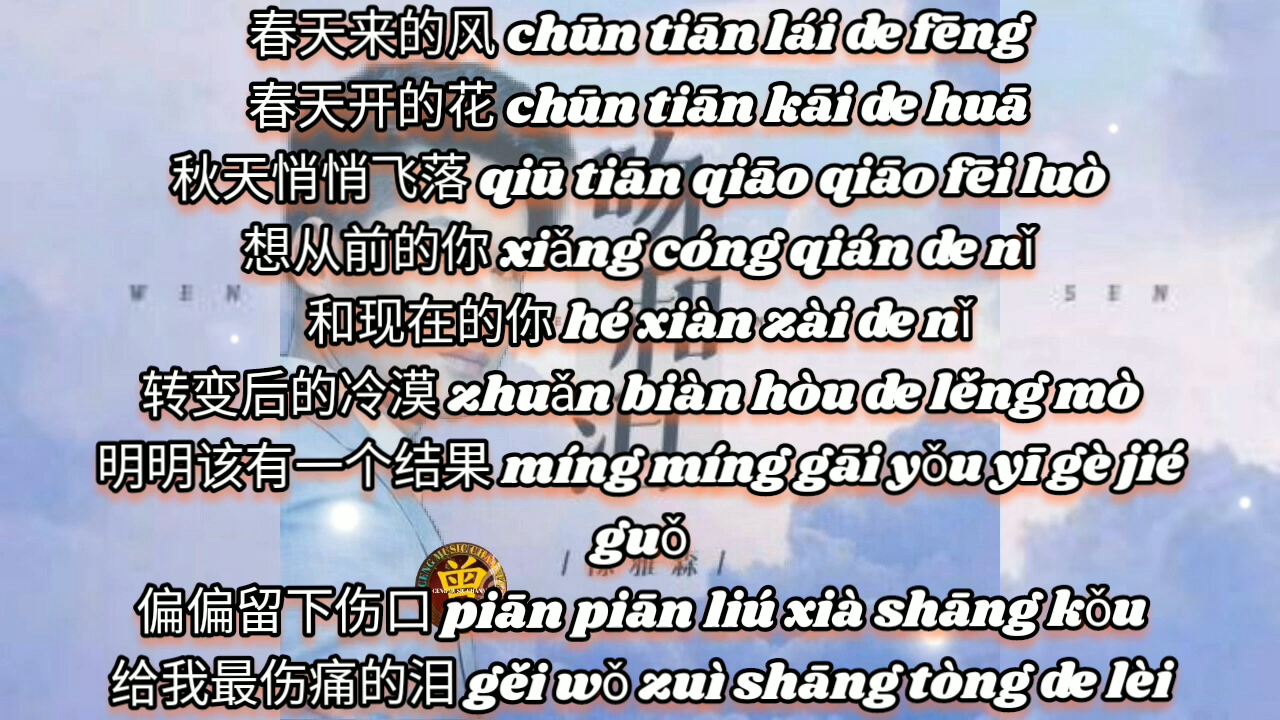 春天来的风 chūn tiān lái de fēng
春天开的花 chūn tiān kāi de huā
秋天悄悄飞落 qiū tiān qiāo qiāo fēi luò
想从前的你 xiǎng cóng qián de nǐ
WEN SEN
和现在的你 hé xiàn zài de nǐ
转变后的冷漠 zhuǎn biàn hòu de lěng mò
明明该有一个结果 míng míng gāi yǒu yī gè jié
guǒ
偏偏留下伤口 piān piān liú xià shāng kǒu
给我最伤痛的泪 gěi wǒ zuì shāng tòng de lèi